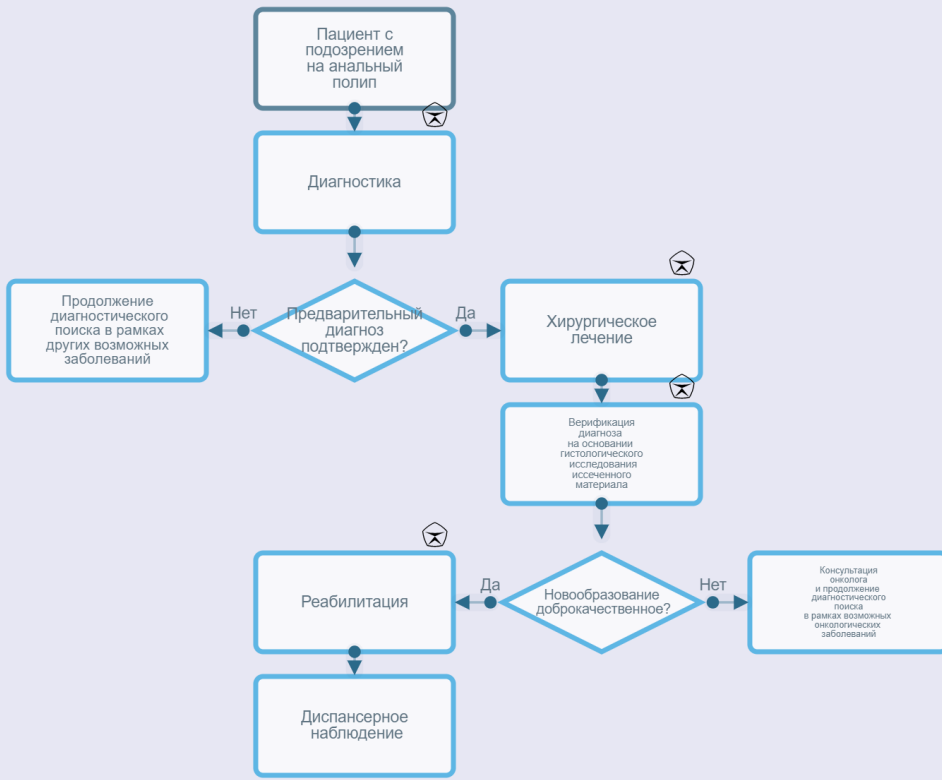 Пациент с
подозрением
на анальный
полип
Диагностика
Продолжение
диагностического
поиска в рамках
других возможных
заболеваний
Нет
Предварительный
диагноз
подтвержден?
Да
Хирургическое
лечение
Верификация
диагноза
на основании
гистологического
исследования
иссеченного
материала
Реабилитация
Да
Новообразование
доброкачественное?
Нет
Консультация
онколога
и продолжение
диагностического
поиска
в рамках возможных
онкологических
заболеваний
Диспансерное
наблюдение